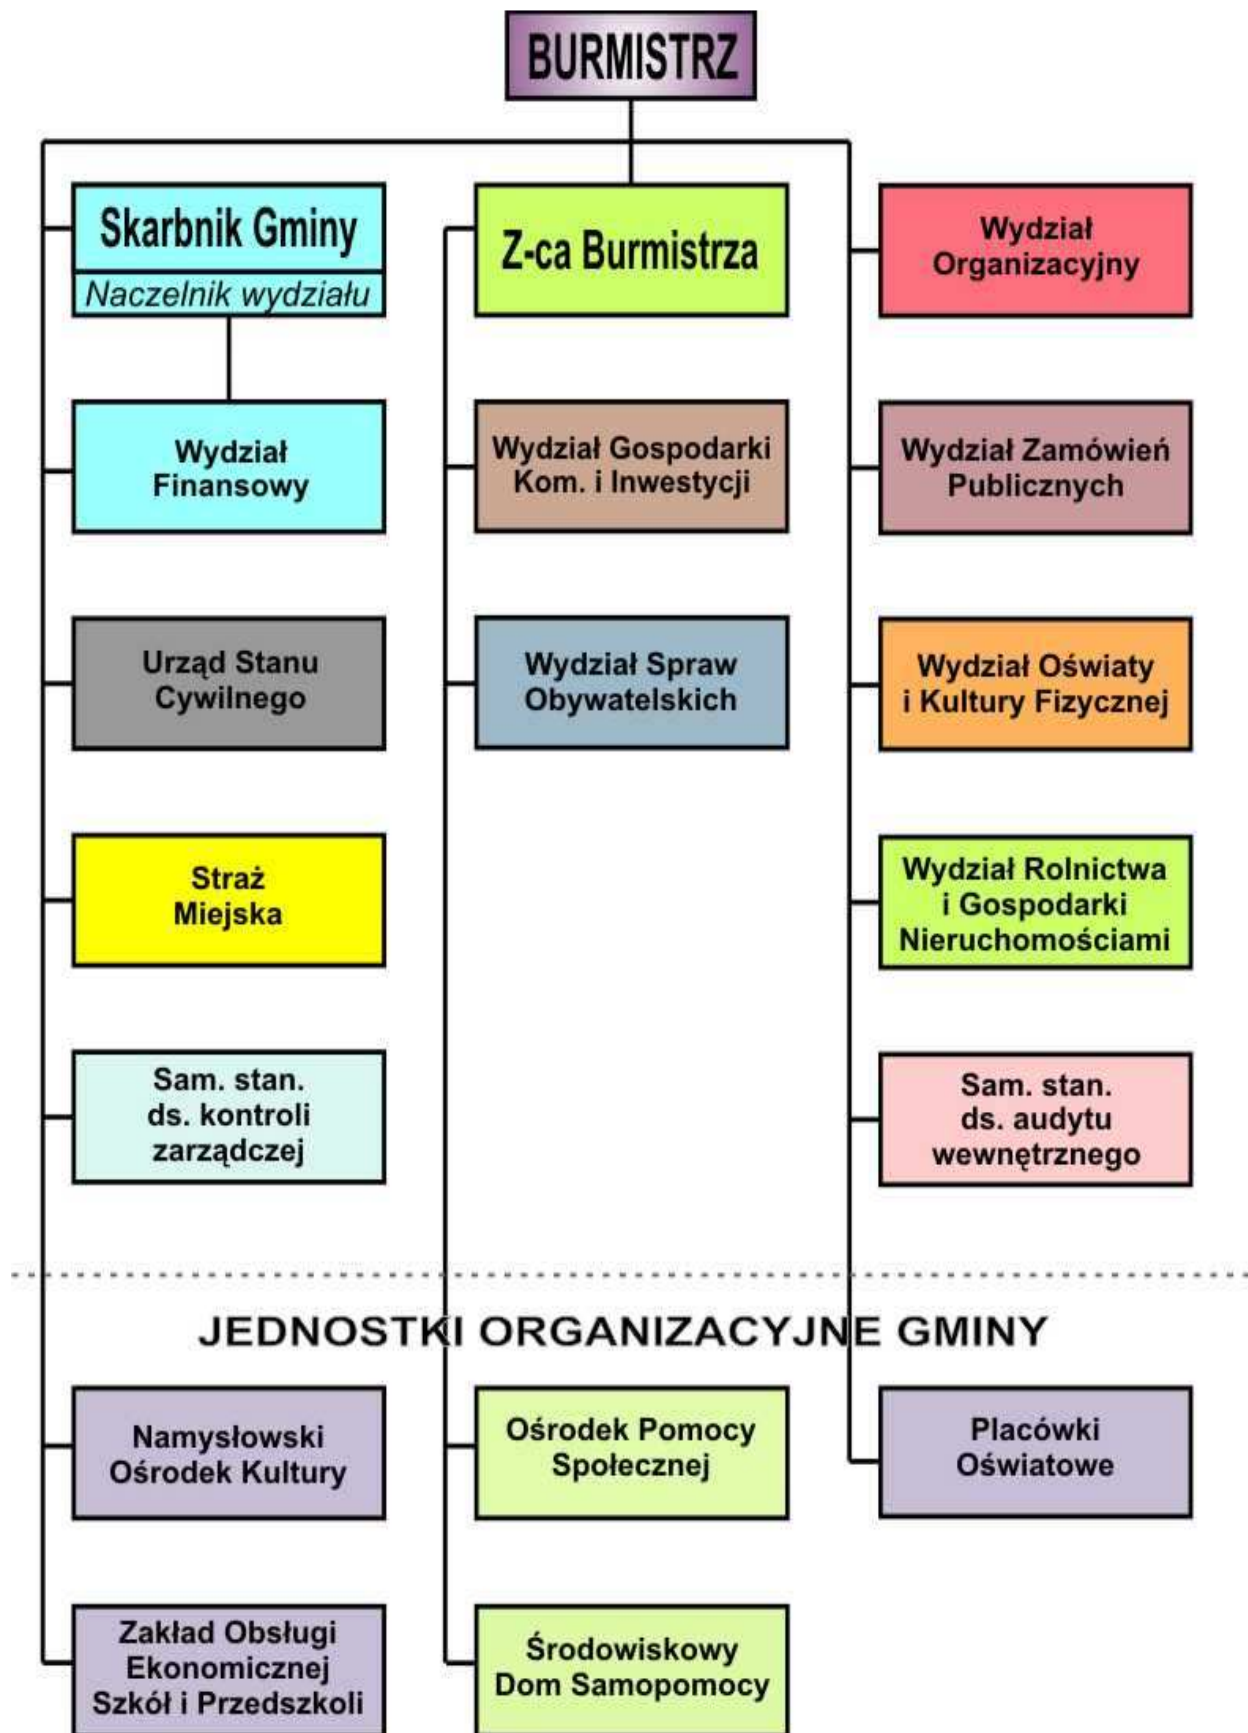 BURMISTRZ
Skarbnik Gminy
Naczelnik wydziału
Z-ca Burmistrza
Wydział
Organizacyjny
Wydział
Finansowy
Wydział Gospodarki
Kom. i Inwestycji
Wydział Zamówień
Publicznych
Urząd Stanu
Cywilnego
Wydział Spraw
Obywatelskich
Wydział Oświaty
i Kultury Fizycznej
Straż
Miejska
Wydział Rolnictwa
i Gospodarki
Nieruchomościami
Sam. stan.
ds. kontroli
zarządczej
Sam. stan.
ds. audytu
wewnętrznego
JEDNOSTKI ORGANIZACYJNE GMINY
Namysłowski
Ośrodek Kultury
Ośrodek Pomocy
Społecznej
Placówki
Oświatowe
Zakład Obsługi
Ekonomicznej
Szkół i Przedszkoli
Środowiskowy
Dom Samopomocy